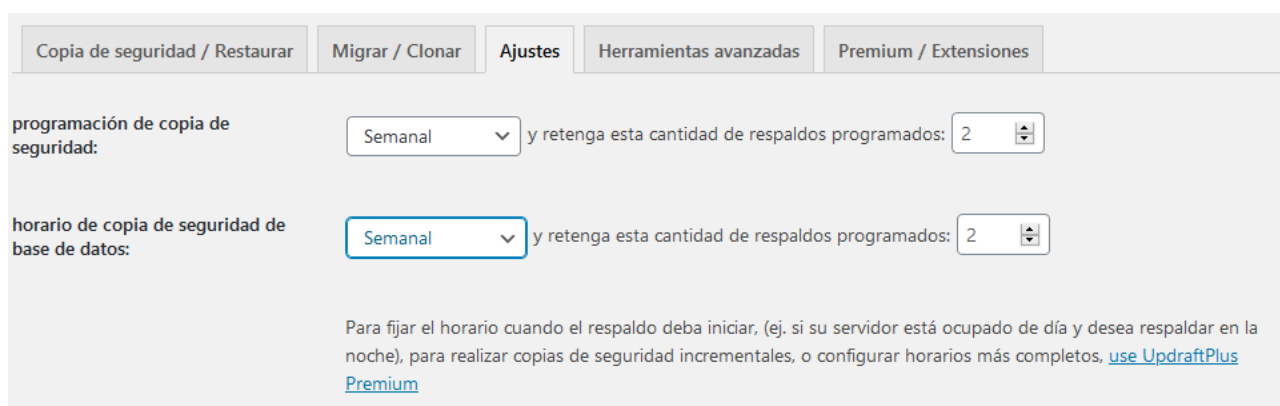 Copia de seguridad / Restaurar Migrar / Clonar Ajustes Herramientas avanzadas Premium / Extensiones
programación de copia de
seguridad:
Semanal y retenga esta cantidad de respaldos programados: 2
horario de copia de seguridad de
base de datos:
Semanal y retenga esta cantidad de respaldos programados: 2
Para fijar el horario cuando el respaldo deba iniciar, (ej. si su servidor está ocupado de día y desea respaldar en la
noche), para realizar copias de seguridad incrementales, o configurar horarios más completos, use UpdraftPlus
Premium